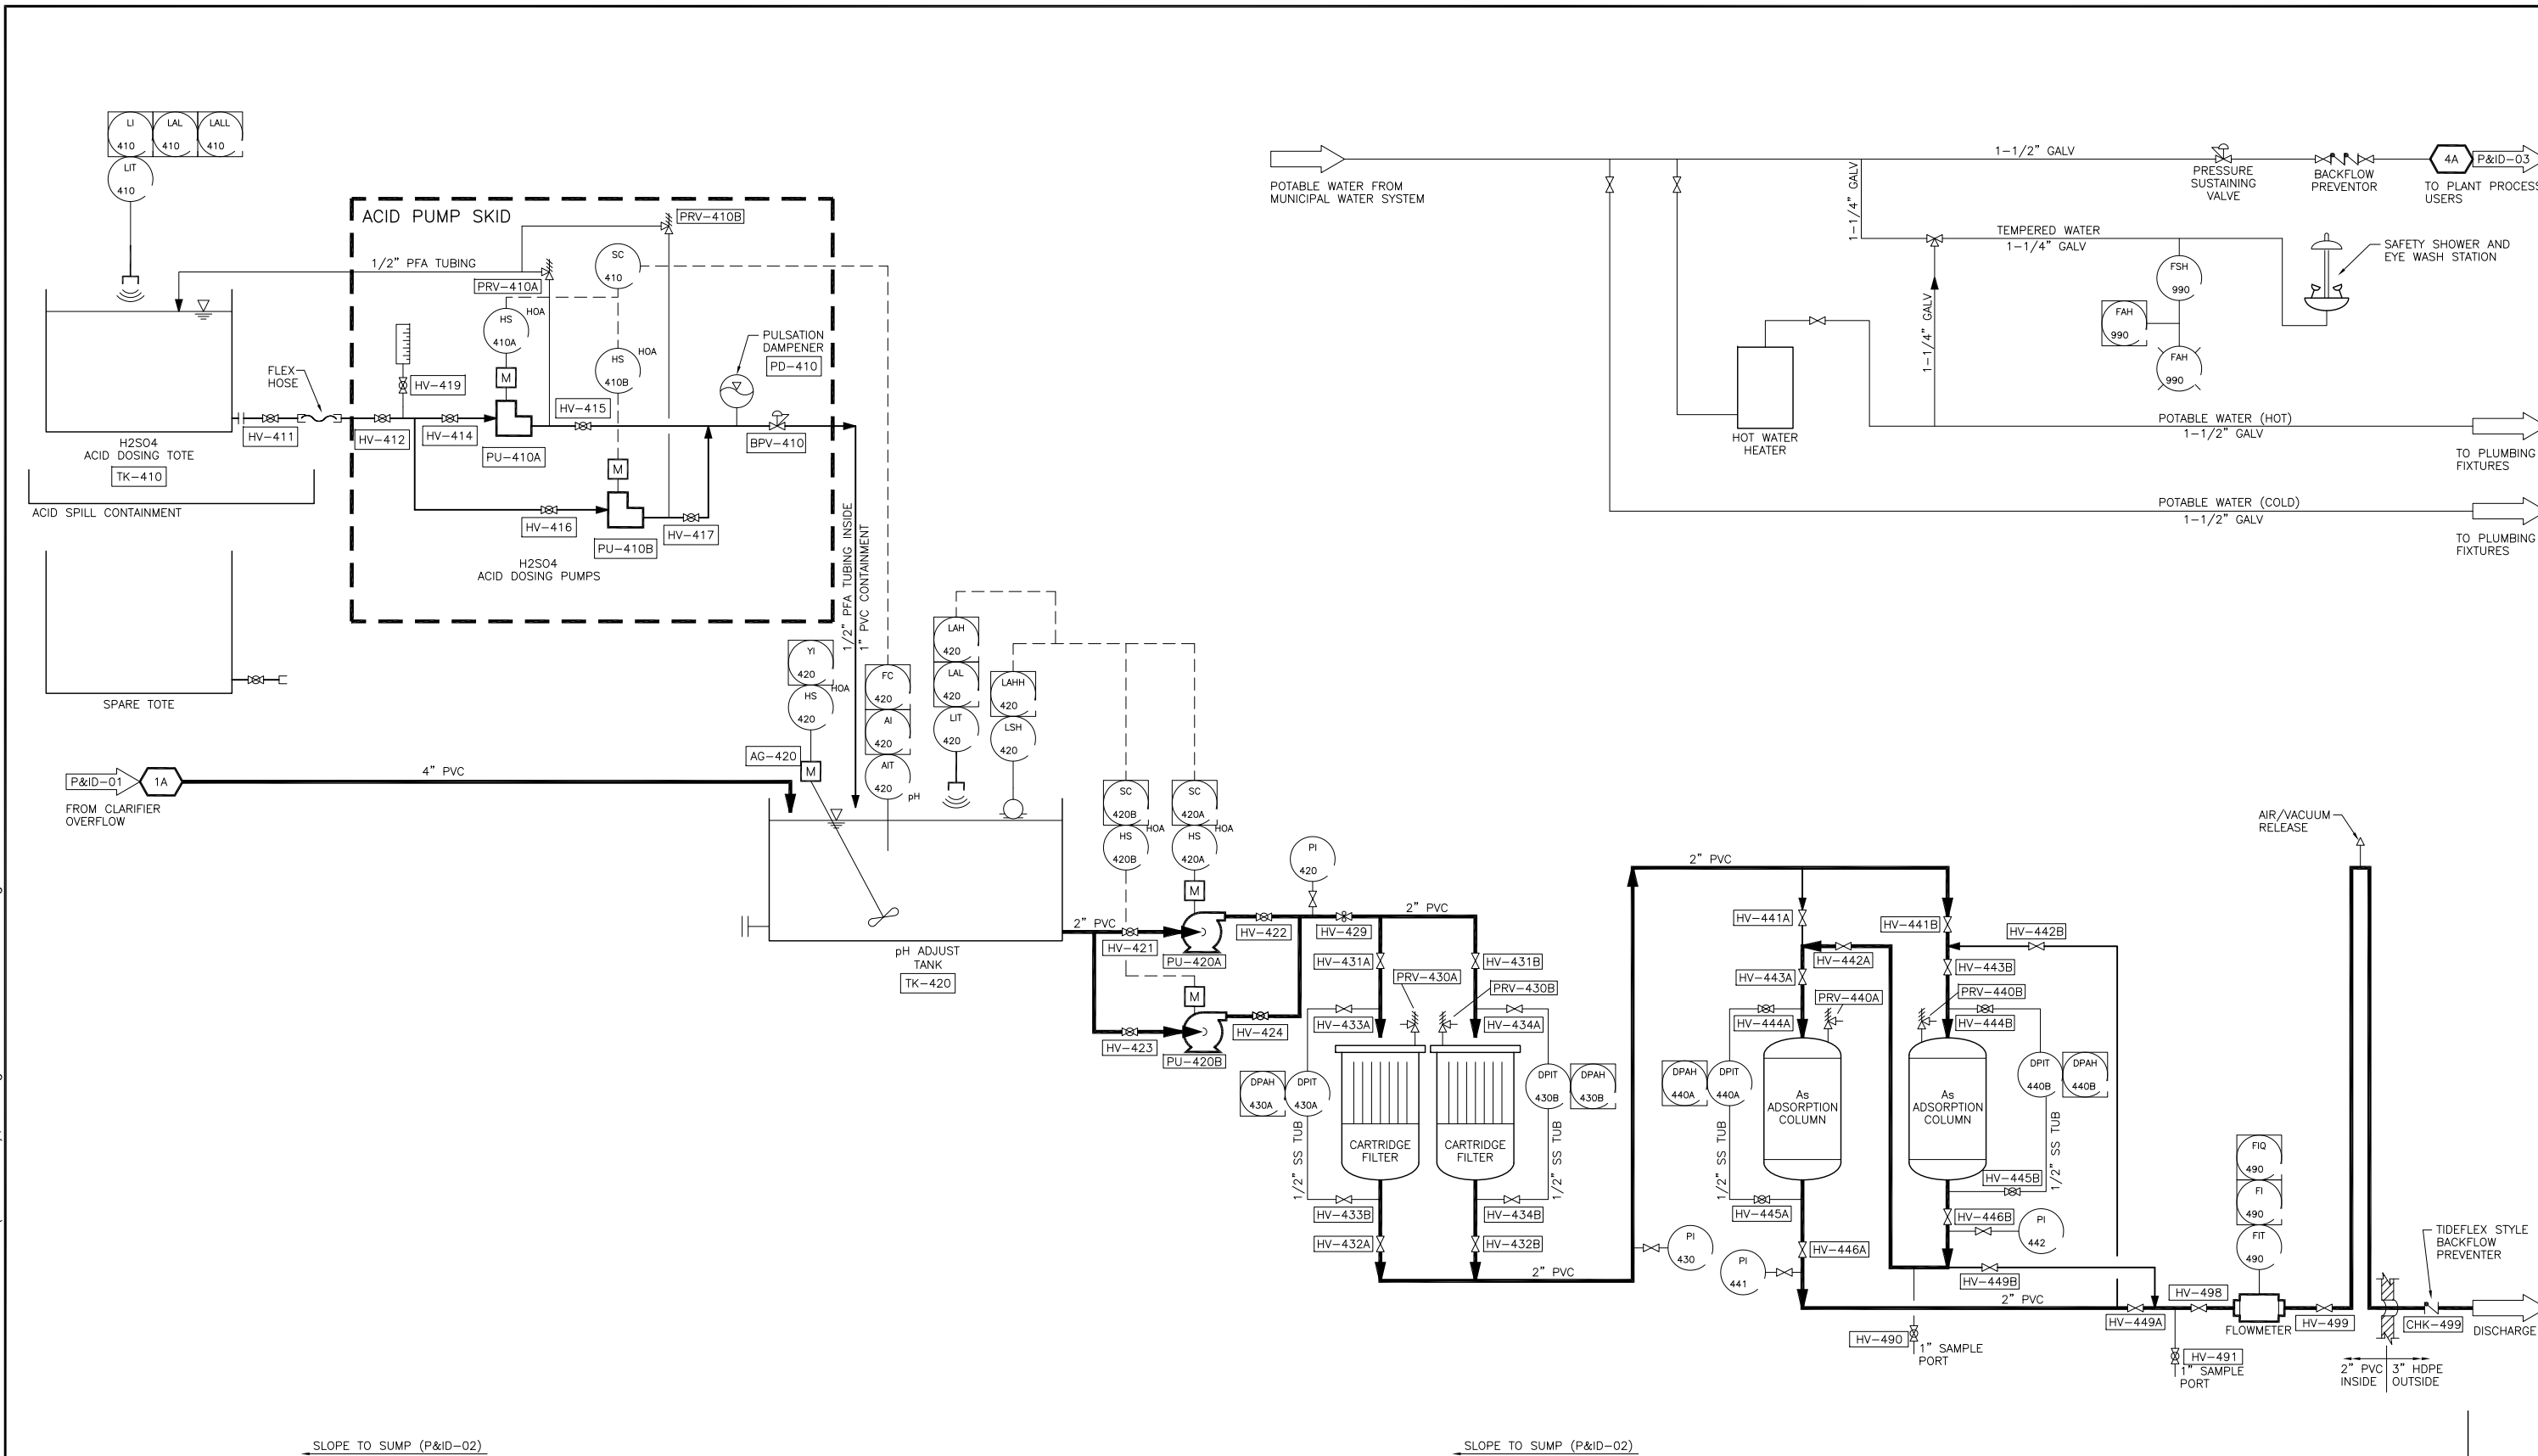 LI
410
LAL
410
LALL
410
LIT
410
ACID PUMP SKID
PRV-410B
1/2" PFA TUBING
PRV-410A
SC
410
HS
410A
HOA
HS
410B
HOA
PULSATION
DAMPENER
PD-410
FLEX
HOSE
HV-419
M
HV-415
HV-411
HV-412
HV-414
PU-410A
BPV-410
H2SO4
ACID DOSING TOTE
TK-410
ACID SPILL CONTAINMENT
M
HV-416
HV-417
PU-410B
H2SO4
ACID DOSING PUMPS
1/2" PFA TUBING INSIDE
1" PVC CONTAINMENT
SPARE TOTE
POTABLE WATER FROM
MUNICIPAL WATER SYSTEM
1-1/2" GALV
PRESSURE
SUSTAINING
VALVE
BACKFLOW
PREVENTOR
4A
P&ID-03
TO PLANT PROCESS
USERS
1-1/4" GALV
TEMPERED WATER
1-1/4" GALV
SAFETY SHOWER AND
EYE WASH STATION
FSH
990
FAH
990
FAH
990
1-1/4" GALV
HOT WATER
HEATER
POTABLE WATER (HOT)
1-1/2" GALV
TO PLUMBING
FIXTURES
POTABLE WATER (COLD)
1-1/2" GALV
TO PLUMBING
FIXTURES
P&ID-01
1A
4" PVC
FROM CLARIFIER
OVERFLOW
YI
420
HS
420
HOA
AG-420
M
FC
420
AI
420
AIT
420
pH
LAH
420
LAL
420
LIT
420
LAHH
420
LSH
420
pH ADJUST
TANK
TK-420
SC
420B
HS
420B
HOA
SC
420A
HS
420A
HOA
M
2" PVC
HV-421
PU-420A
HV-422
HV-429
PI
420
M
HV-423
PU-420B
HV-424
2" PVC
HV-431A
HV-431B
PRV-430A
PRV-430B
HV-433A
HV-434A
DPAH
430A
DPIT
430A
DPIT
430B
DPAH
430B
CARTRIDGE
FILTER
CARTRIDGE
FILTER
1/2" SS TUB
1/2" SS TUB
HV-433B
HV-434B
HV-432A
HV-432B
2" PVC
2" PVC
HV-441A
HV-441B
HV-442B
HV-442A
HV-443A
HV-443B
PRV-440A
PRV-440B
HV-444A
HV-444B
DPAH
440A
DPIT
440A
As
ADSORPTION
COLUMN
As
ADSORPTION
COLUMN
DPIT
440B
DPAH
440B
1/2" SS TUB
1/2" SS TUB
HV-445A
HV-445B
HV-446A
HV-446B
PI
430
PI
441
PI
442
HV-449B
2" PVC
HV-449A
HV-490
1" SAMPLE
PORT
HV-491
1" SAMPLE
PORT
HV-498
FIQ
490
FI
490
FIT
490
FLOWMETER
HV-499
AIR/VACUUM
RELEASE
TIDEFLEX STYLE
BACKFLOW
PREVENTER
CHK-499
DISCHARGE
2" PVC
INSIDE
3" HDPE
OUTSIDE
SLOPE TO SUMP (P&ID-02)
SLOPE TO SUMP (P&ID-02)